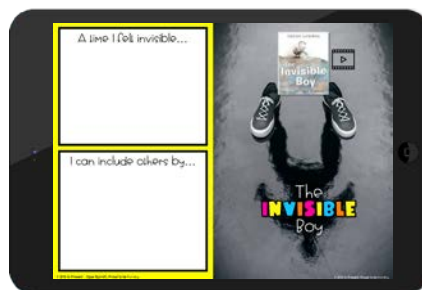 A time I felt invisible...
I can include others by...
Invisible
Boy
The
INVISIBLE
Boy